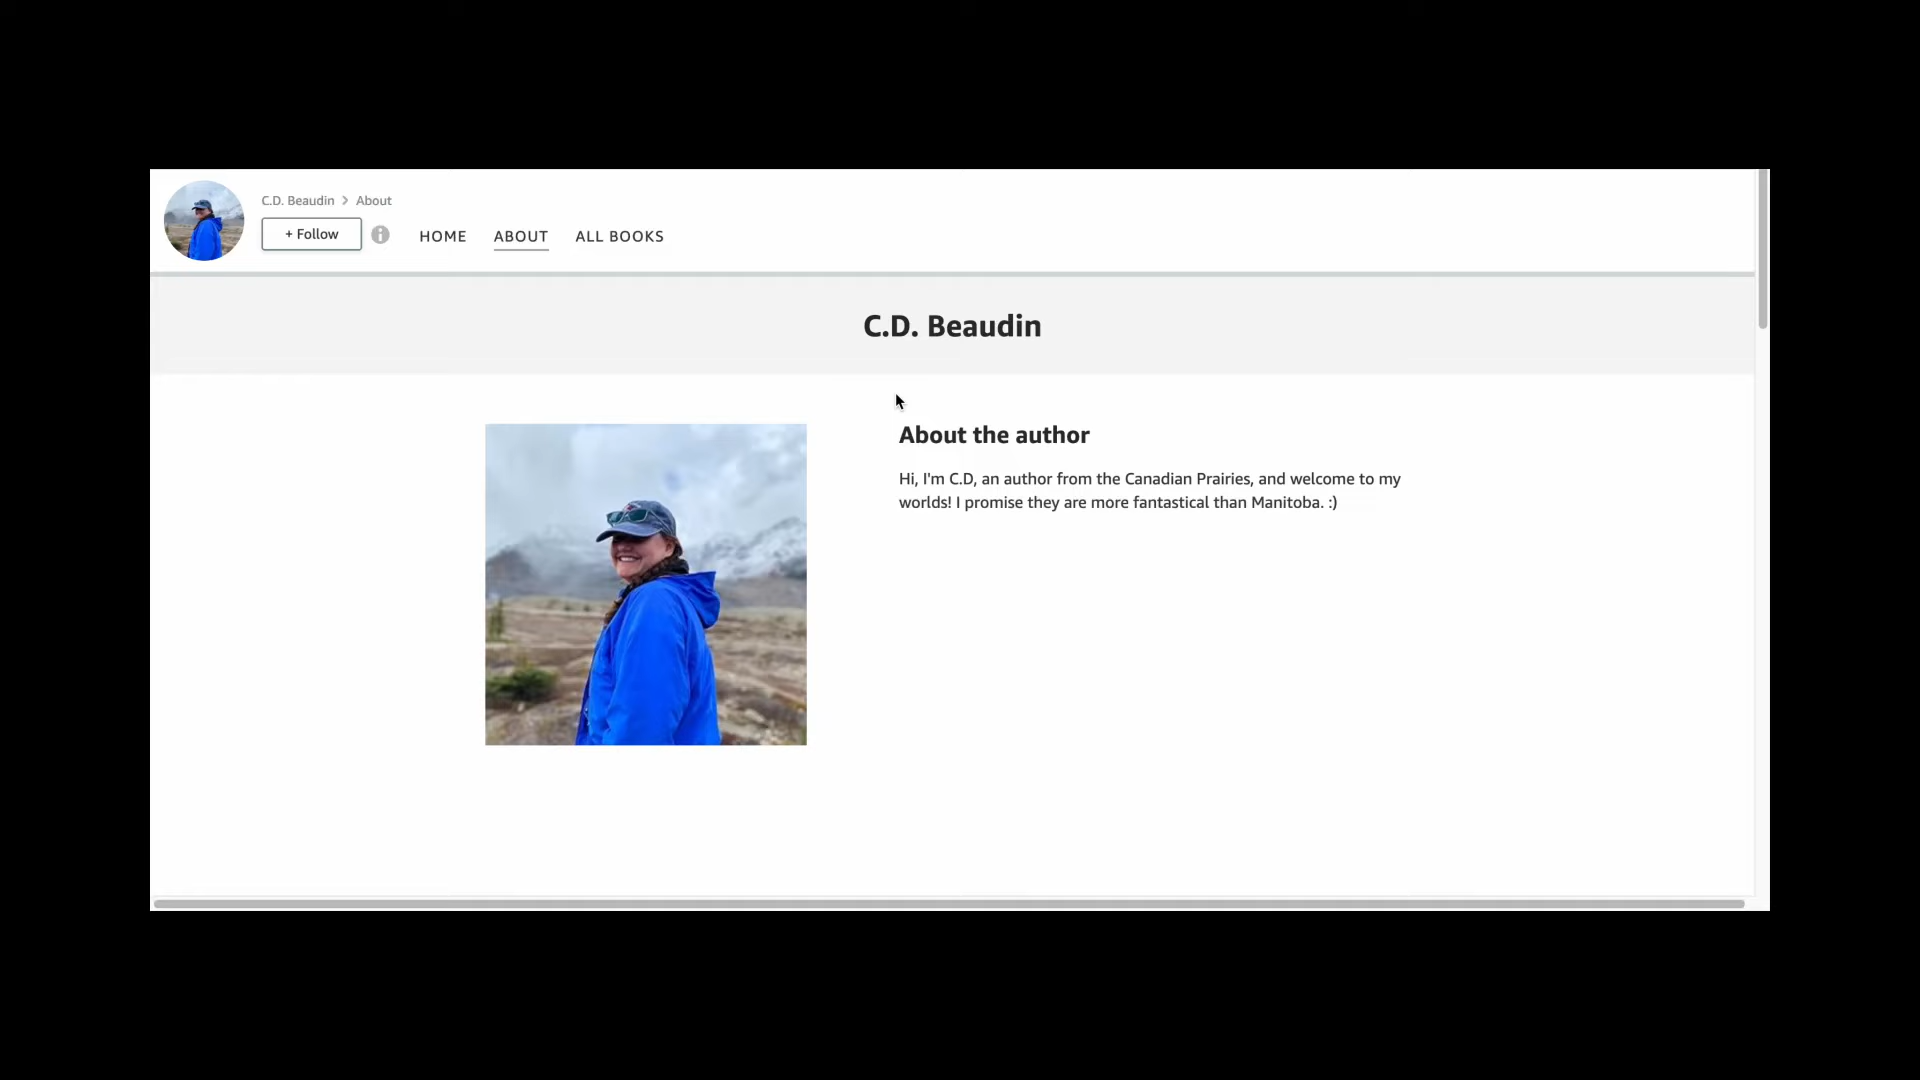 C.D. Beaudin > About
+ Follow
HOME
ABOUT
ALL BOOKS
C.D. Beaudin
About the author
Hi, I'm C.D, an author from the Canadian Prairies, and welcome to my
worlds! I promise they are more fantastical than Manitoba. :)